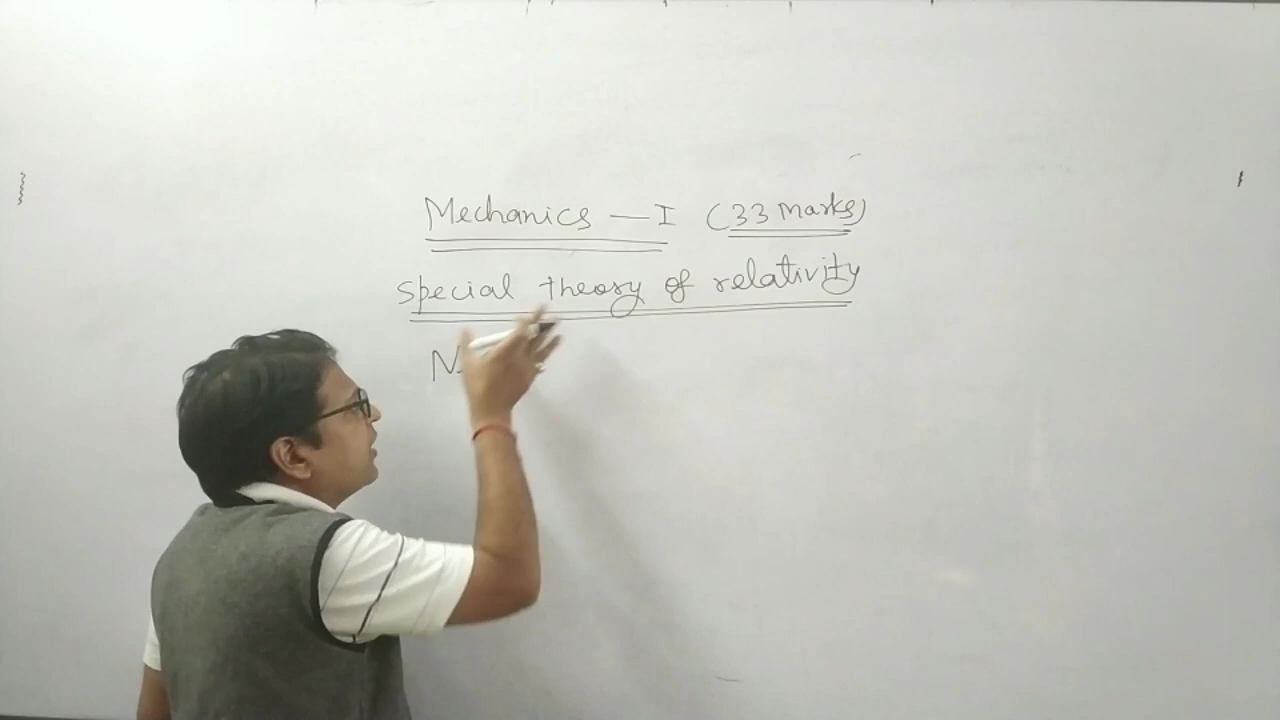 Mechanics — I (33 marks)
special theory of relativity
N